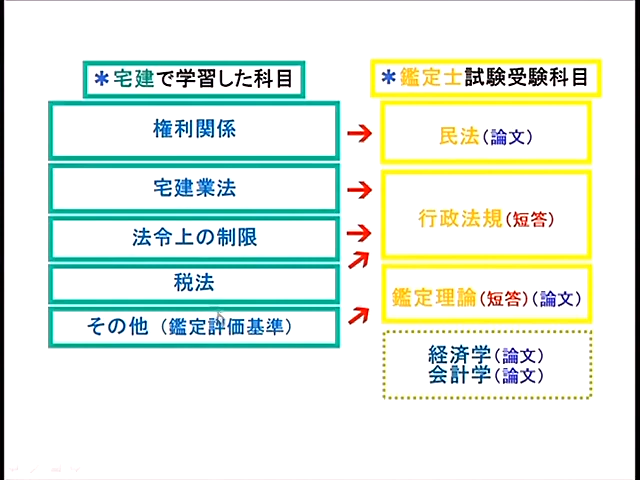 *宅建で学習した科目
*鑑定士試験受験科目
権利関係
民法(論文)
宅建業法
行政法規(短答)
法令上の制限
税法
鑑定理論(短答)(論文)
その他（鑑定評価基準）
経済学(論文)
会計学(論文)